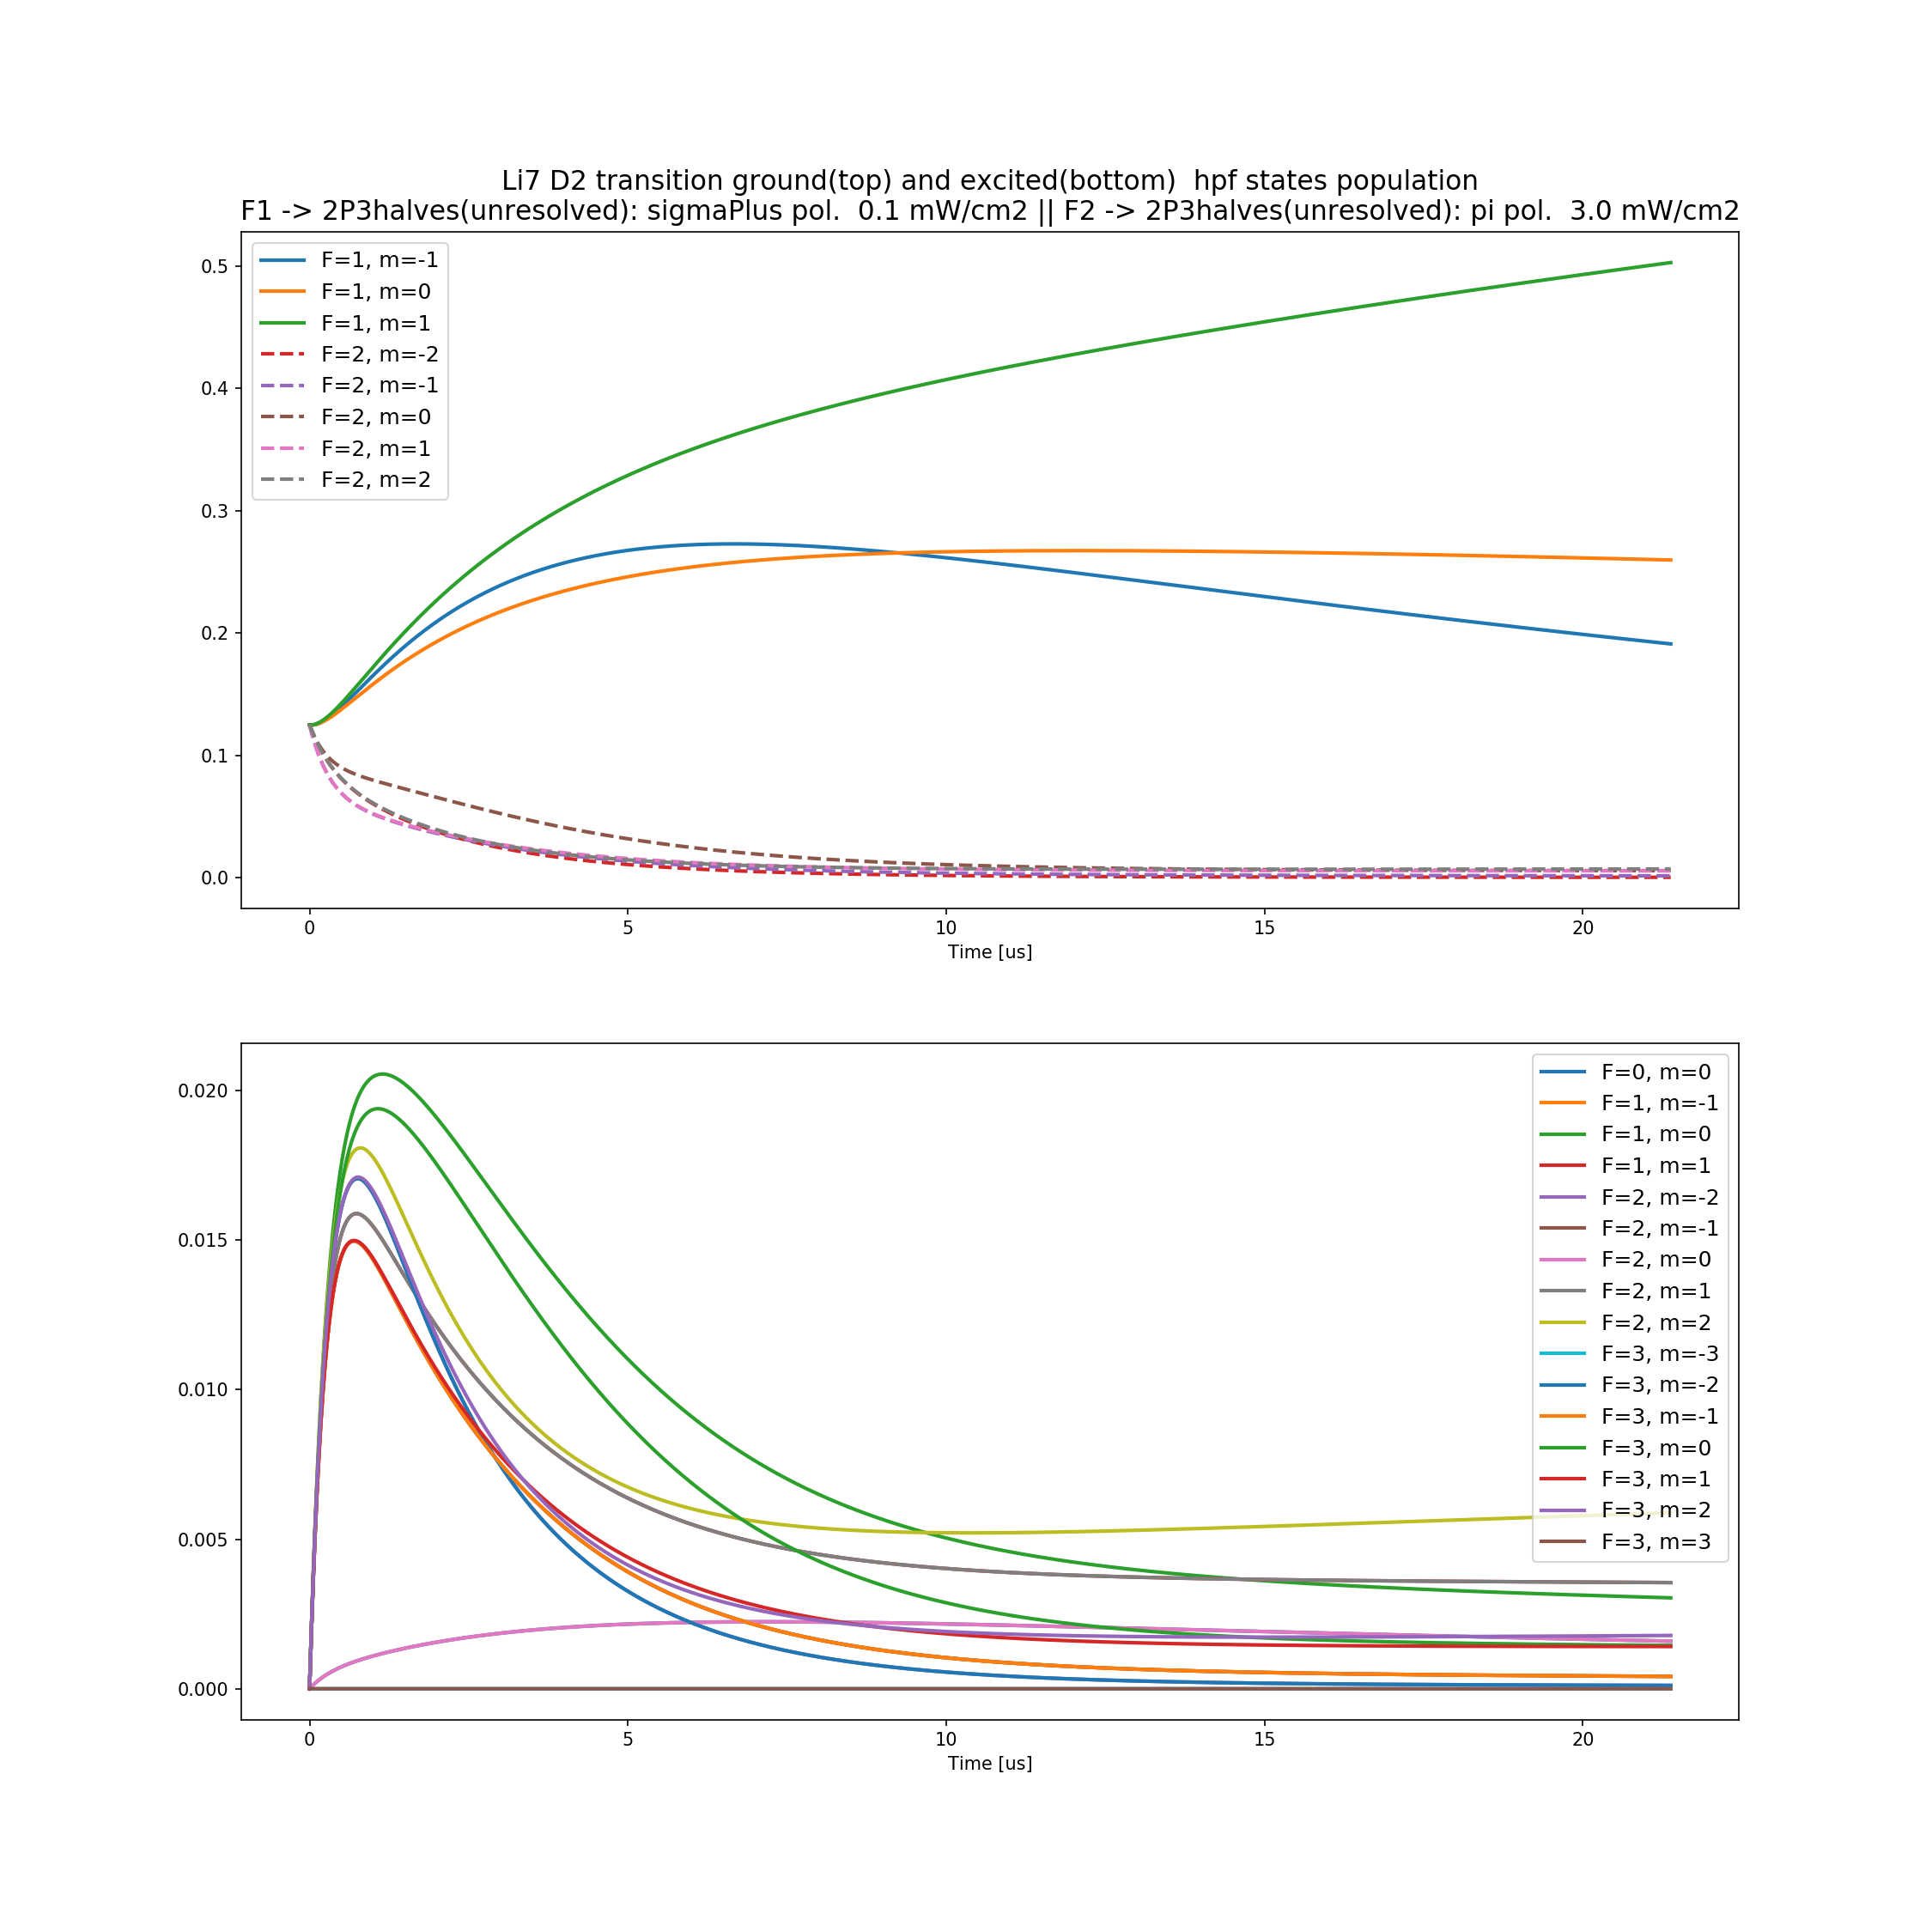 Li7 D2 transition ground(top) and excited(bottom)  hpf states population
F1 -> 2P3halves(unresolved): sigmaPlus pol.  0.1 mW/cm2 || F2 -> 2P3halves(unresolved): pi pol.  3.0 mW/cm2
F=1, m=-1
F=1, m=0
F=1, m=1
F=2, m=-2
F=2, m=-1
F=2, m=0
F=2, m=1
F=2, m=2
0.5
0.4
0.3
0.2
0.1
0.0
0 5 10 15 20
Time [us]
F=0, m=0
F=1, m=-1
F=1, m=0
F=1, m=1
F=2, m=-2
F=2, m=-1
F=2, m=0
F=2, m=1
F=2, m=2
F=3, m=-3
F=3, m=-2
F=3, m=-1
F=3, m=0
F=3, m=1
F=3, m=2
F=3, m=3
0.020
0.015
0.010
0.005
0.000
0 5 10 15 20
Time [us]